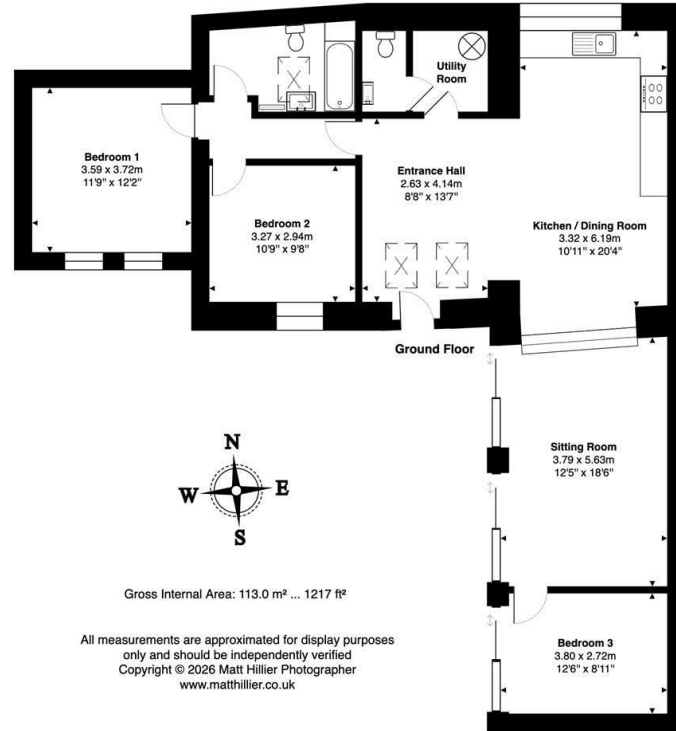 Utility
Room
Bedroom 1
3.59 x 3.72m
11'9" x 12'2"
Entrance Hall
2.63 x 4.14m
8'8" x 13'7"
Bedroom 2
3.27 x 2.94m
10'9" x 9'8"
Kitchen / Dining Room
3.32 x 6.19m
10'11" x 20'4"
Ground Floor
Sitting Room
3.79 x 5.63m
12'5" x 18'6"
N
W
E
S
Gross Internal Area: 113.0 m² ... 1217 ft²
All measurements are approximated for display purposes
only and should be independently verified
Copyright © 2026 Matt Hillier Photographer
www.matthillier.co.uk
Bedroom 3
3.80 x 2.72m
12'6" x 8'11"